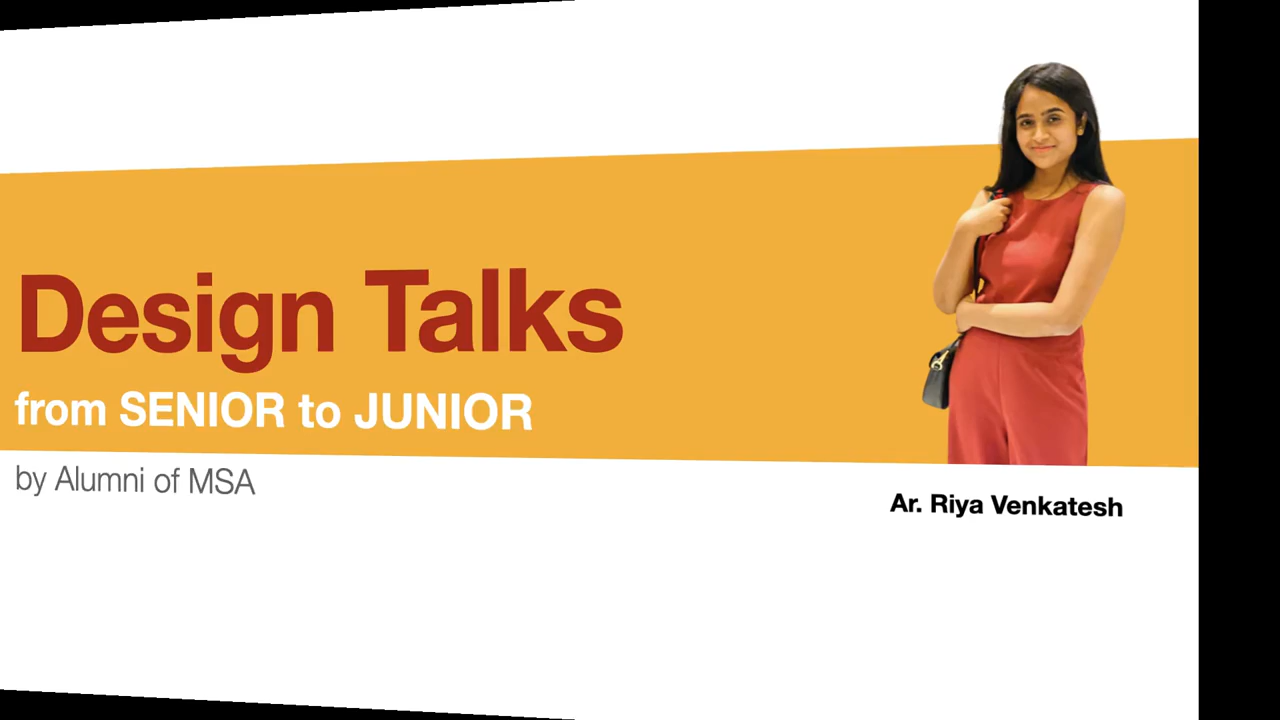 Design Talks
from SENIOR to JUNIOR
by Alumni of MSA
Ar. Riya Venkatesh